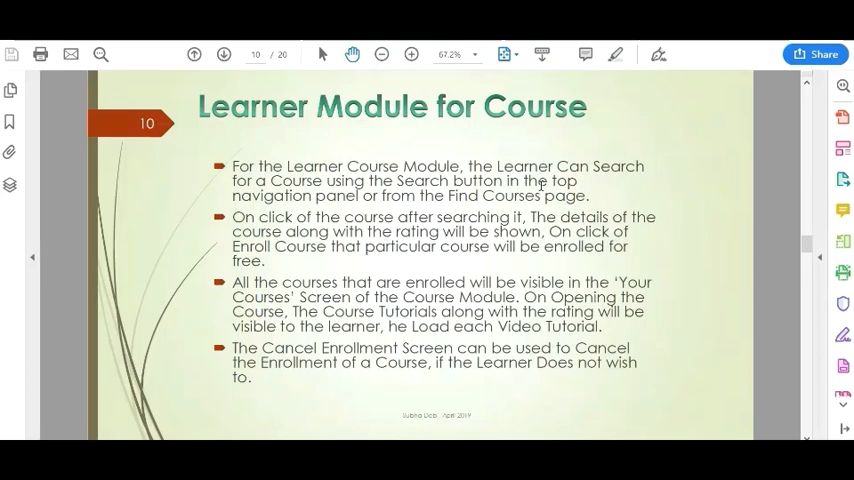 10 / 20
67.2%
Share
Learner Module for Course
10
For the Learner Course Module, the Learner Can Search
for a Course using the Search button in the top
navigation panel or from the Find Courses page.
On click of the course after searching it, The details of the
course along with the rating will be shown, On click of
Enroll Course that particular course will be enrolled for
free.
All the courses that are enrolled will be visible in the ‘Your
Courses’ Screen of the Course Module. On Opening the
Course, The Course Tutorials along with the rating will be
visible to the learner, he Load each Video Tutorial.
The Cancel Enrollment Screen can be used to Cancel
the Enrollment of a Course, if the Learner Does not wish
to.
April 2019